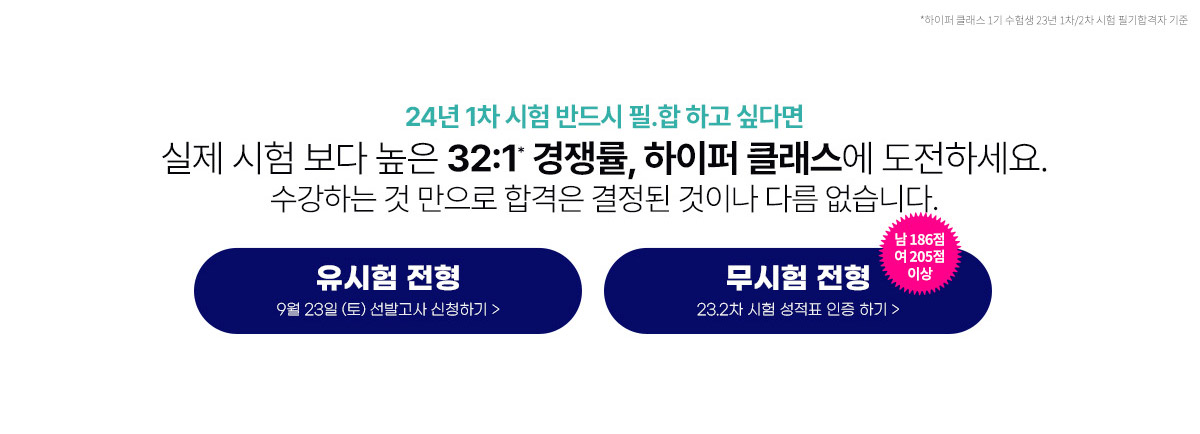 *하이퍼 클래스 1기 수험생 23년 1차/2차 시험 필기합격자 기준
24년 1차 시험 반드시 필.합 하고 싶다면
실제 시험 보다 높은 32:1* 경쟁률, 하이퍼 클래스에 도전하세요.
수강하는 것 만으로 합격은 결정된 것이나 다름 없습니다.
유시험 전형
9월 23일 (토) 선발고사 신청하기 >
무시험 전형
23.2차 시험 성적표 인증 하기 >
남 186점
여 205점
이상